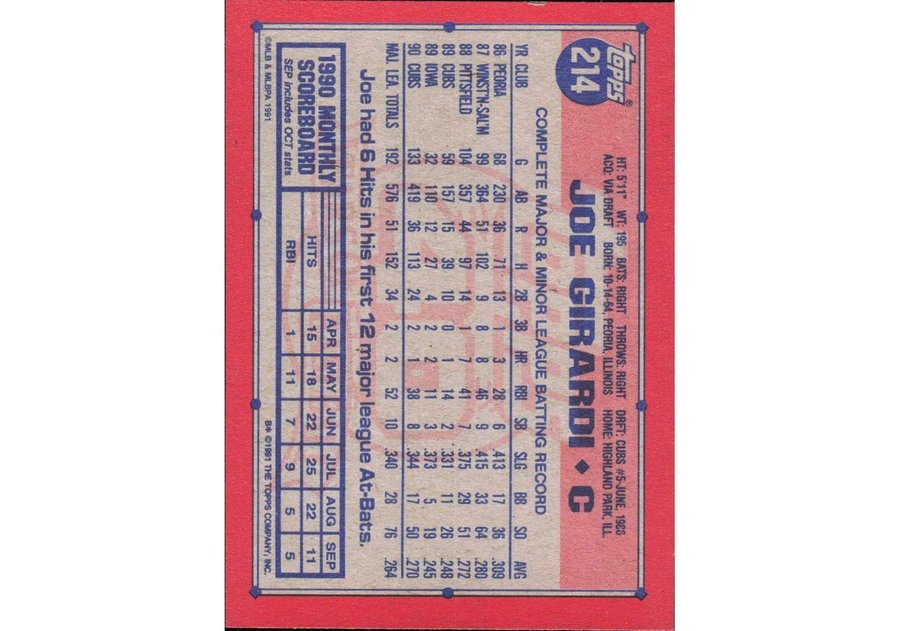 topps®
214
HT: 5'11" WT: 195 BATS: RIGHT THROWS: RIGHT DRFT: CUBS #5-JUNE, 1986
ACQ: VIA DRAFT BORN: 10-14-64, PEORIA, ILLINOIS HOME: HIGHLAND PARK, ILL.
JOE GIRARDI ♦ C
COMPLETE MAJOR & MINOR LEAGUE BATTING RECORD
YR CLUB G AB R H 2B 3B HR RBI SB SLG BB SO AVG
86 PEORIA 68 230 36 71 13 1 3 28 6 .413 17 36 .309
87 WINST'N-SAL'M 99 364 51 102 9 8 8 46 9 .415 33 64 .280
88 PITTSFIELD 104 357 44 97 14 1 7 41 7 .375 29 51 .272
89 CUBS 59 157 15 39 10 0 1 14 2 .331 11 26 .248
89 IOWA 32 110 12 27 4 2 2 11 3 .373 5 19 .245
90 CUBS 133 419 36 113 24 2 1 38 8 .344 17 50 .270
MAJ. LEA. TOTALS 192 576 51 152 34 2 2 52 10 .340 28 76 .264
Joe had 6 Hits in his first 12 major league At-Bats.
1990 MONTHLY
SCOREBOARD
SEP includes OCT stats
APR MAY JUN JUL AUG SEP
HITS 15 18 22 25 22 11
RBI 1 11 7 9 5 5
©MLB & MLBPA 1991
B* ©1991 THE TOPPS COMPANY, INC.